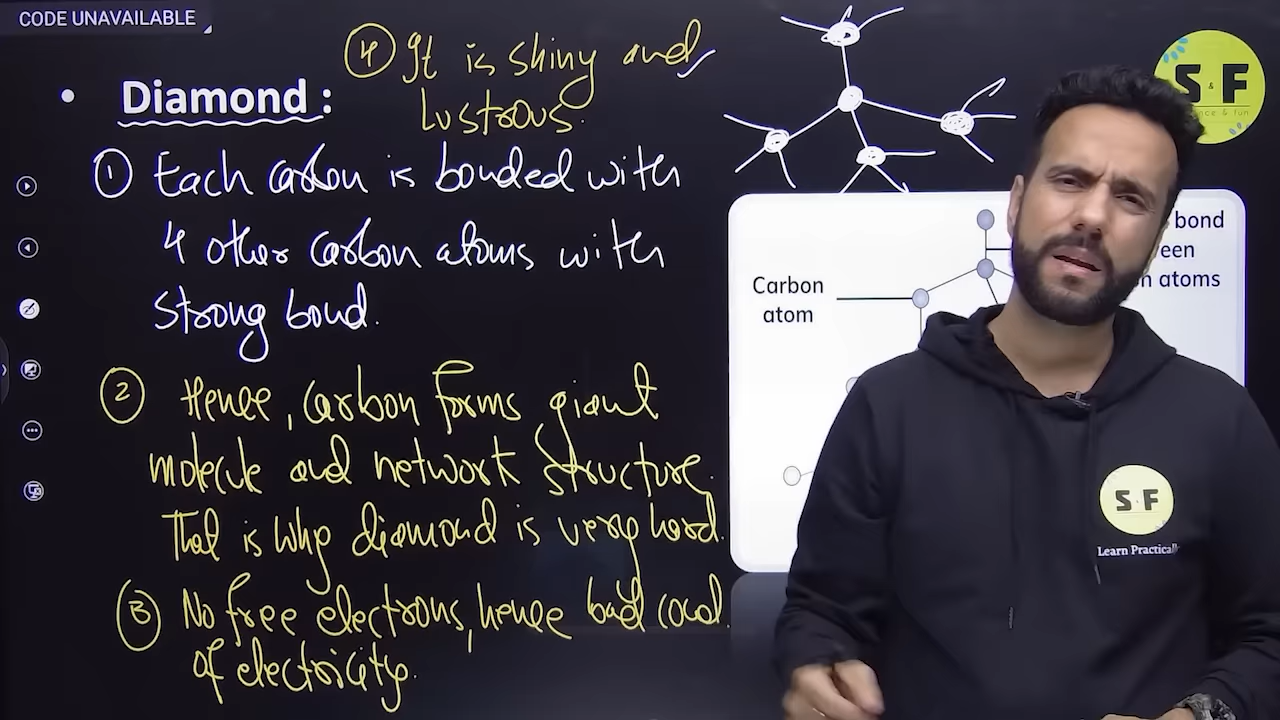 CODE UNAVAILABLE
④ It is shiny and
lustrous.
• Diamond :
① Each carbon is bonded with
4 other carbon atoms with
strong bond.
② Hence, carbon forms giant
molecule and network structure,
that is why diamond is very hard.
③ No free electrons, hence bad cond.
of electricity.
Carbon
atom
bond
een
atoms
S & F
nce & fun
S F
Learn Practical